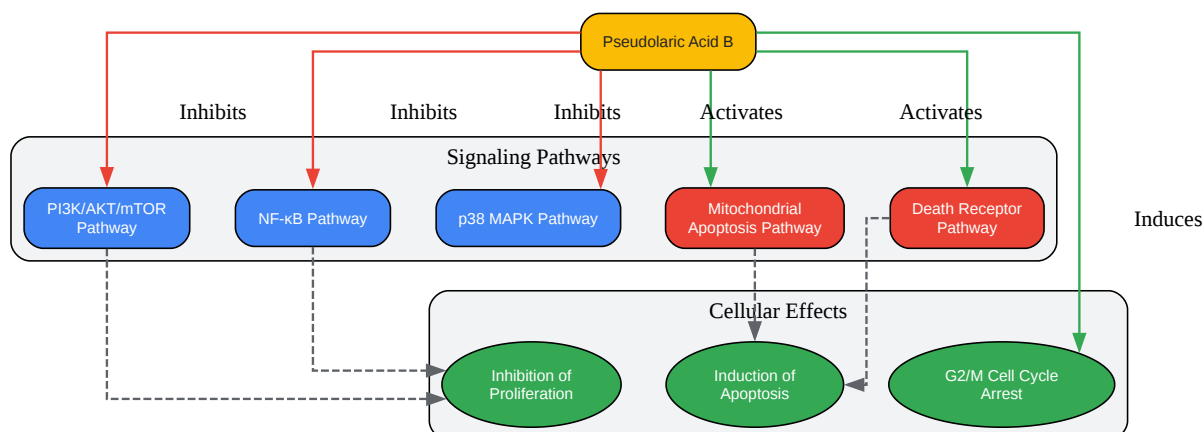 Pseudolaric Acid B
Inhibits
Inhibits
Inhibits
Activates
Activates
Signaling Pathways
PI3K/AKT/mTOR
Pathway
NF-κB Pathway
p38 MAPK Pathway
Mitochondrial
Apoptosis Pathway
Death Receptor
Pathway
Induces
Cellular Effects
Inhibition of
Proliferation
Induction of
Apoptosis
G2/M Cell Cycle
Arrest